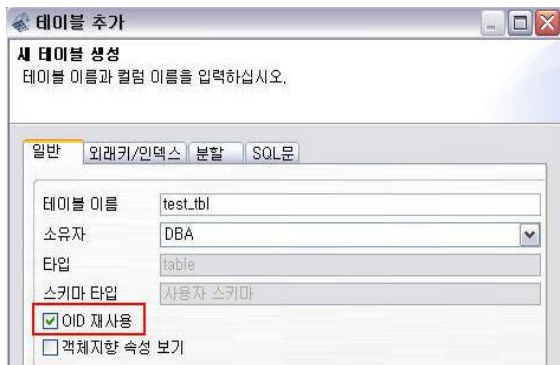 테이블 추가
새 테이블 생성
테이블 이름과 컬럼 이름을 입력하십시오.
일반 외래키/인덱스 분할 SQL문
테이블 이름 test_tbl
소유자 DBA
타입 table
스키마 타입 사용자 스키마
OID 재사용
객체지향 속성 보기